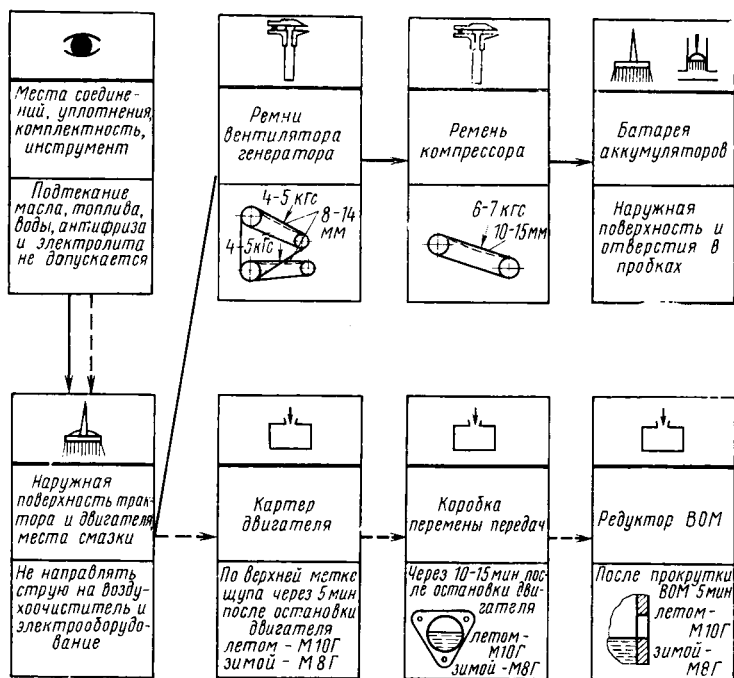 Места соедине-
ний, уплотнения,
комплектность,
инструмент
Подтекание
масла, топлива,
воды, антифриза
и электролита
не допускается
Ремни
вентилятора
генератора
4-5 кгс
8-14
мм
4-5кгс
Ремень
компрессора
6-7 кгс
10-15мм
Батарея
аккумуляторов
Наружная
поверхность и
отверстия в
пробках
Наружная
поверхность трак-
тора и двигателя,
места смазки
Не направлять
струю на возду-
хоочиститель и
электрооборудо-
вание
Картер
двигателя
По верхней метке
щупа через 5 мин
после остановки
двигателя
летом - М10Г
зимой - М8Г
Коробка
перемены передач
Через 10-15 мин пос-
ле остановки дви-
гателя
летом -
М10Г
зимой -М8Г
Редуктор ВОМ
После прокрутки
ВОМ 5мин
летом-
М10Г
зимой-
М8Г